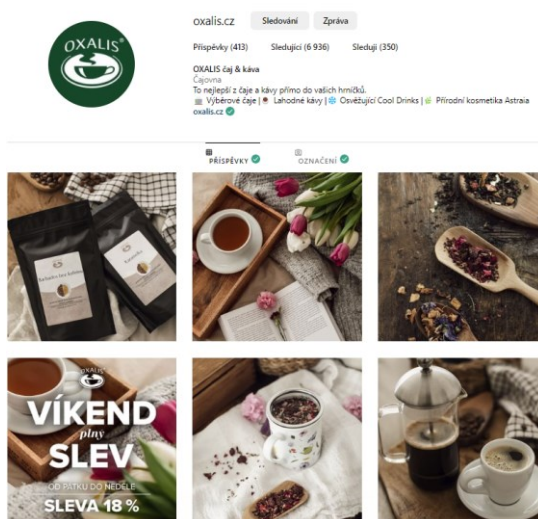 OXALIS®
oxalis.cz Sledování Zpráva
Příspěvky (413) Sledující (6 936) Sleduji (350)
OXALIS čaj & káva
Čajovna
To nejlepší z čaje a kávy přímo do vašich hrníčků.
Výběrové čaje | Lahodné kávy | Osvěžující Cool Drinks | Přírodní kosmetika Astraia
oxalis.cz
PŘÍSPĚVKY OZNAČENÍ
OXALIS
VÍKEND
plný
SLEV
OD PÁTKU DO NEDĚLE
SLEVA 18 %